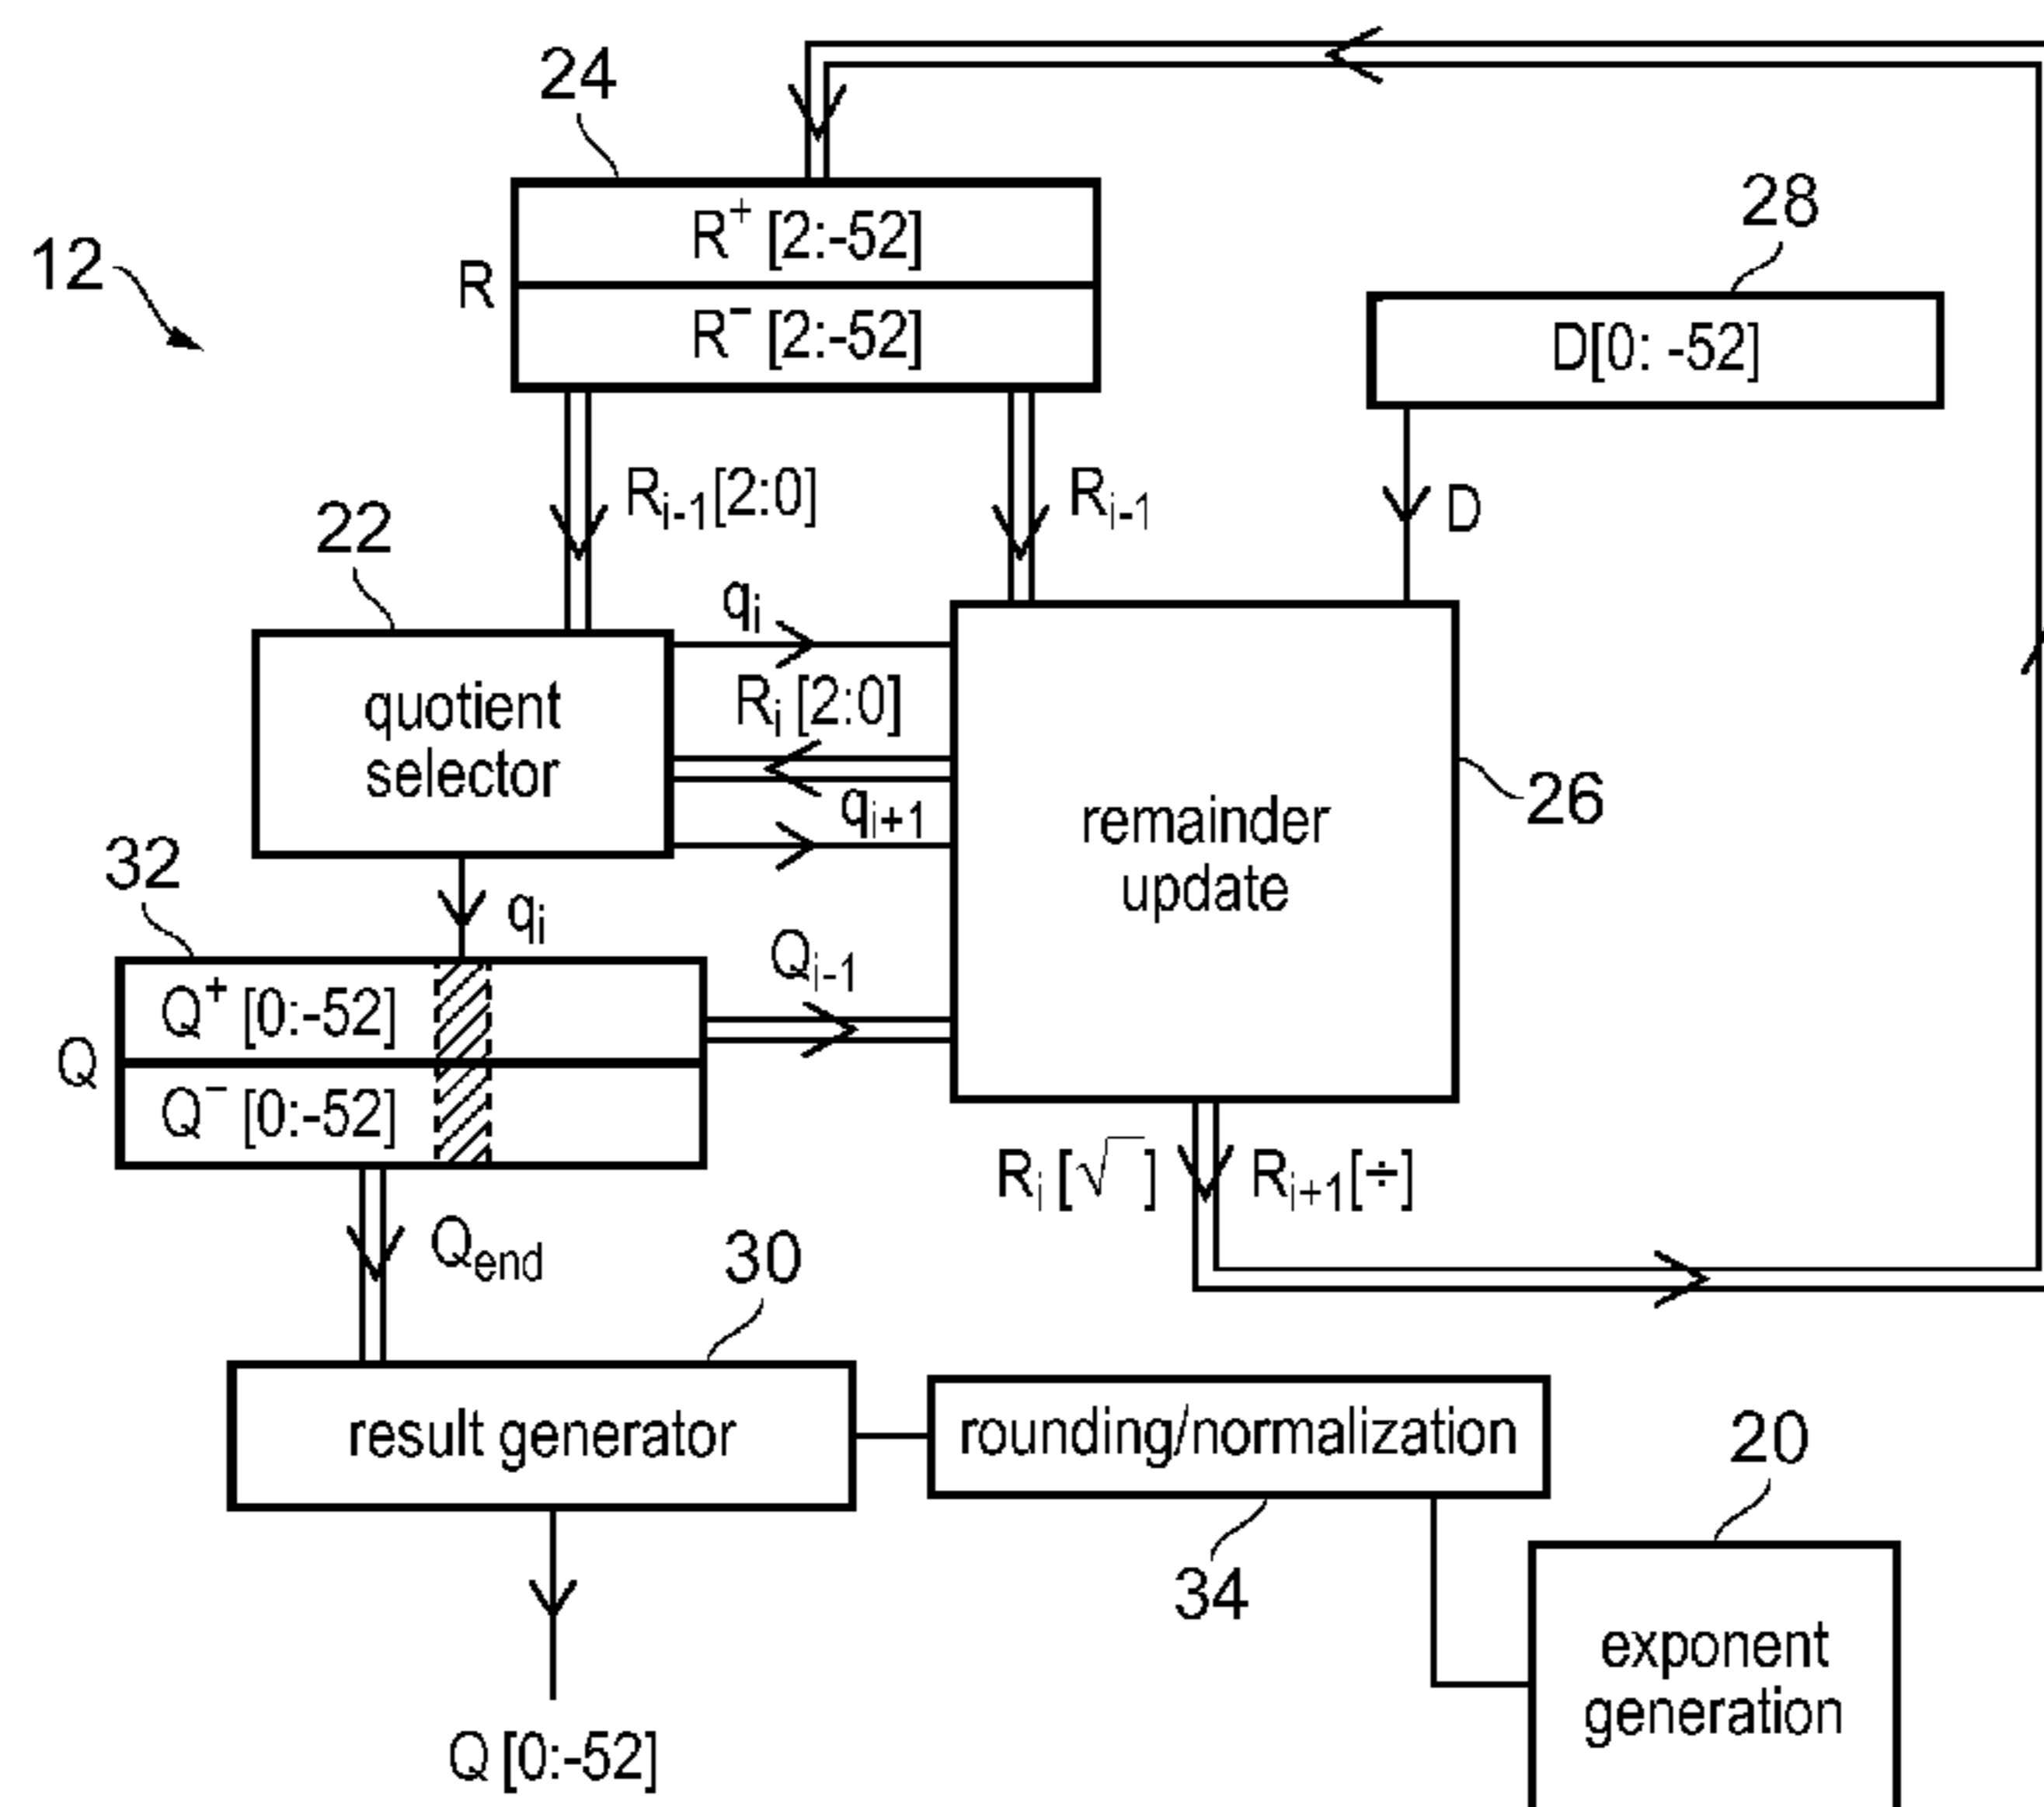 24
R⁺ [2:-52]
28
12
R
R⁻ [2:-52]
D[0: -52]
Rᵢ₋₁[2:0]
Rᵢ₋₁
D
22
qᵢ
quotient
selector
Rᵢ [2:0]
qᵢ₊₁
remainder
update
26
32
qᵢ
Qᵢ₋₁
Q⁺ [0:-52]
Q
Q⁻ [0:-52]
Rᵢ [√‾]
Rᵢ₊₁[÷]
Qend
30
result generator
rounding/normalization
20
34
exponent
generation
Q [0:-52]